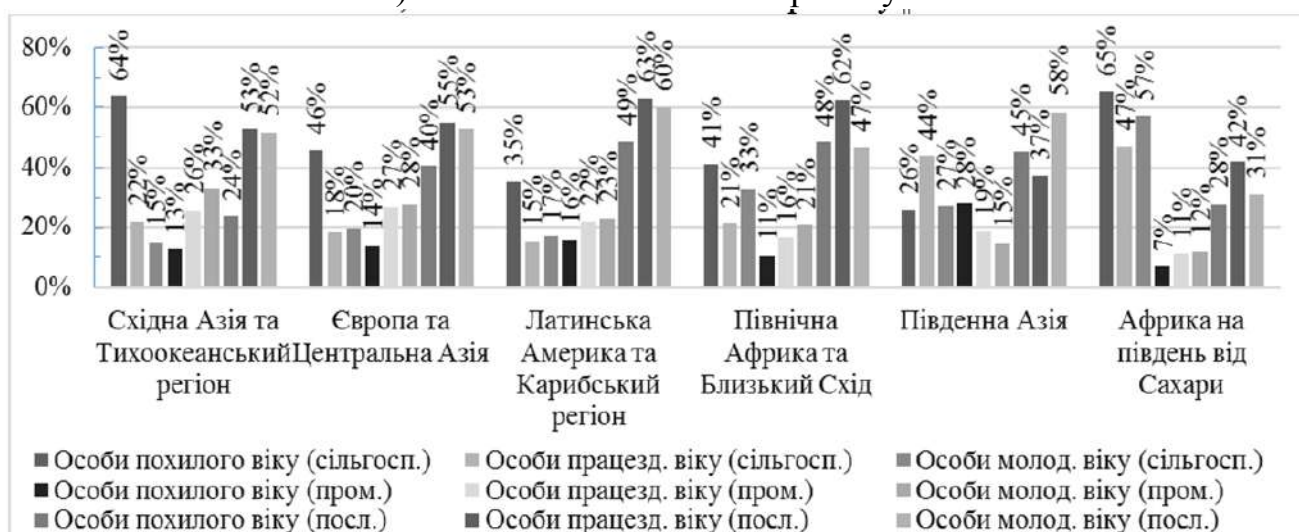 80%
60%
40%
20%
0%
64% 22% 15% 13% 26% 33% 24% 53% 52%
46% 18% 20% 14% 27% 28% 40% 55% 53%
35% 15% 17% 16% 22% 23% 49% 63% 60%
41% 21% 33% 11% 16% 21% 48% 62% 47%
26% 44% 27% 28% 19% 15% 45% 37% 58%
65% 47% 57% 7% 11% 12% 28% 42% 31%
Східна Азія та
Тихоокеанський
регіон
Європа та
Центральна Азія
Латинська
Америка та
Карибський
регіон
Північна
Африка та
Близький Схід
Південна Азія
Африка на
південь від
Сахари
Особи похилого віку (сільгосп.) Особи працезд. віку (сільгосп.) Особи молод. віку (сільгосп.)
Особи похилого віку (пром.) Особи працезд. віку (пром.) Особи молод. віку (пром.)
Особи похилого віку (посл.) Особи працезд. віку (посл.) Особи молод. віку (посл.)